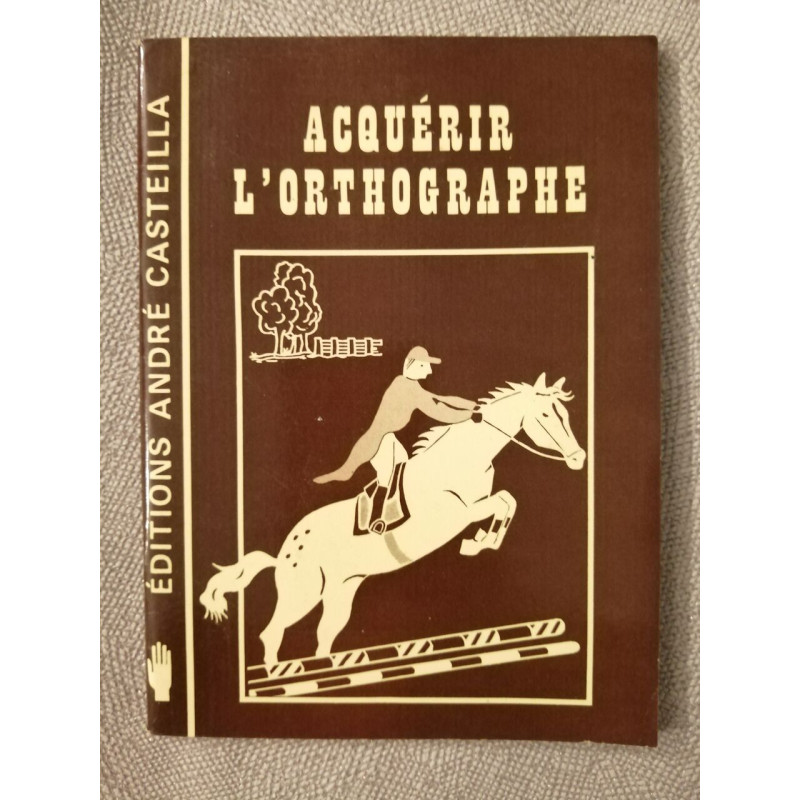 ACQUÉRIR
L'ORTHOGRAPHE
ÉDITIONS ANDRÉ CASTEILLA